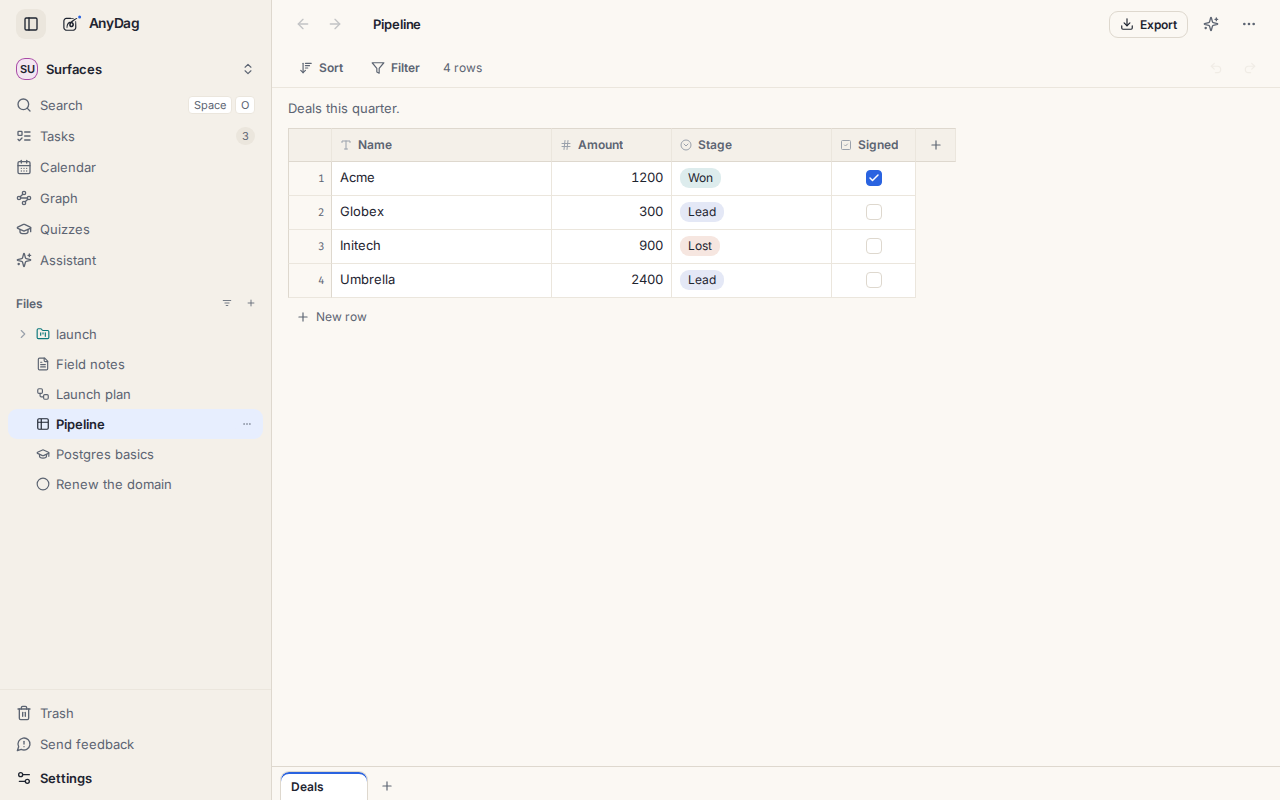 AnyDag
SU Surfaces
Search Space O
Tasks 3
Calendar
Graph
Quizzes
Assistant
Files
launch
Field notes
Launch plan
Pipeline
Postgres basics
Renew the domain
Trash
Send feedback
Settings
Pipeline
Export
Sort Filter 4 rows
Deals this quarter.
Name Amount Stage Signed
1 Acme 1200 Won
2 Globex 300 Lead
3 Initech 900 Lost
4 Umbrella 2400 Lead
New row
Deals